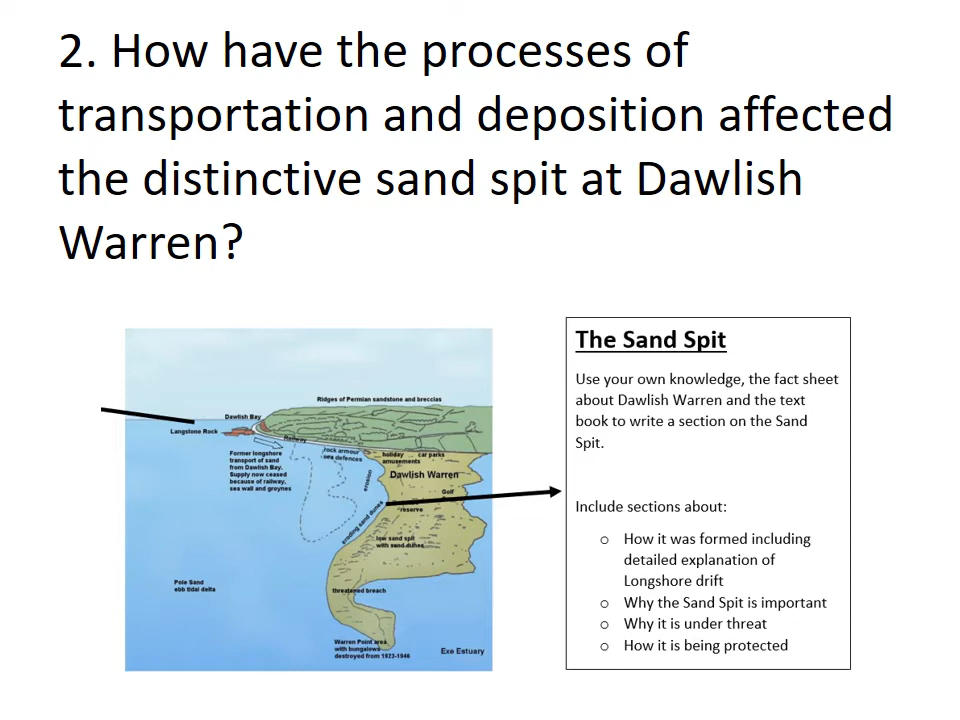 2. How have the processes of
transportation and deposition affected
the distinctive sand spit at Dawlish
Warren?
Ridges of Permian sandstone and breccias
Dawlish Bay
Langstone Rock
Railway
Former longshore
transport of sand
from Dawlish Bay.
Supply now ceased
because of railway,
sea wall and groynes
rock armour
sea defences
holiday car parks
amusements
erosion
Dawlish Warren
Golf
reserve
eroding sand dunes
low sand spit
with sand dunes
Pole Sand
ebb tidal delta
threatened breach
Warren Point area
with bungalows
destroyed from 1923-1946
Exe Estuary
The Sand Spit
Use your own knowledge, the fact sheet
about Dawlish Warren and the text
book to write a section on the Sand
Spit.
Include sections about:
o How it was formed including
detailed explanation of
Longshore drift
o Why the Sand Spit is important
o Why it is under threat
o How it is being protected